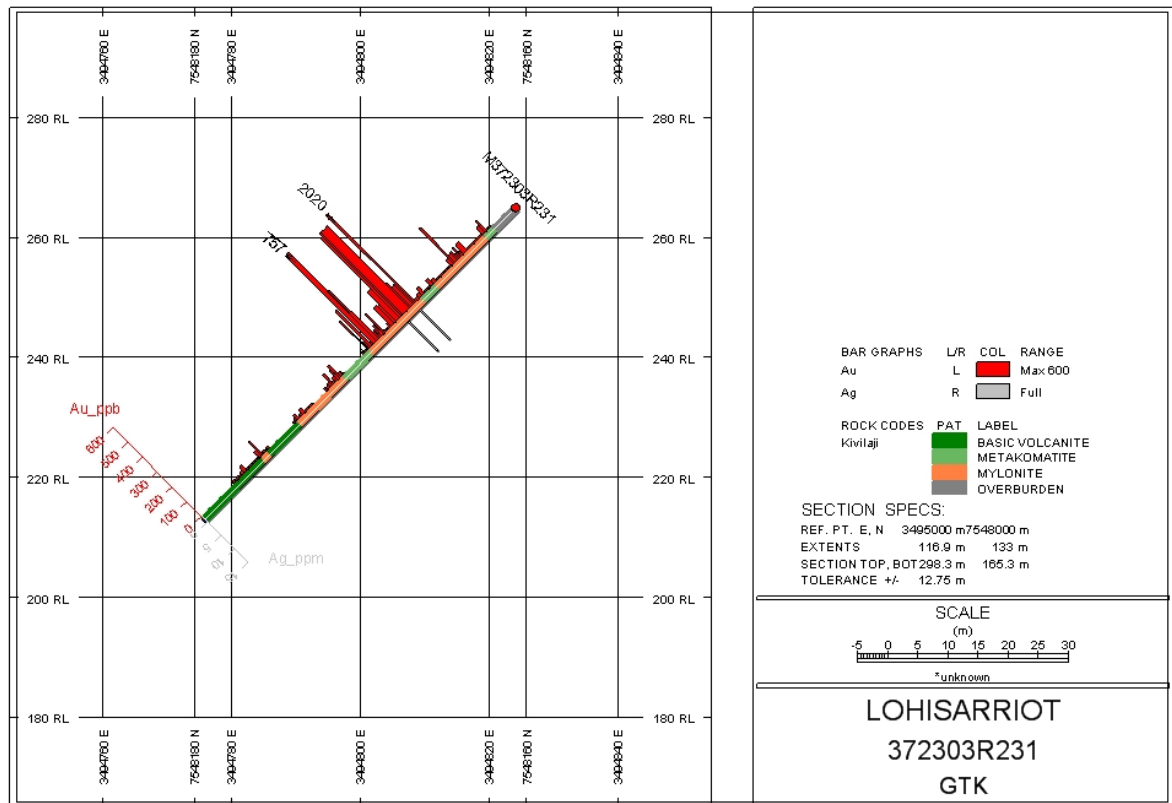 3494760 E
7548180 N
3494780 E
3494800 E
3494820 E
7548160 N
3494840 E
280 RL
280 RL
M372303R231
2020
757
260 RL
260 RL
240 RL
240 RL
220 RL
220 RL
200 RL
200 RL
180 RL
180 RL
Au_ppb
600
500
400
300
200
100
Ag_ppm
3494760 E
7548180 N
3494780 E
3494800 E
3494820 E
7548160 N
3494840 E
BAR GRAPHS L/R COL RANGE
Au L Max 600
Ag R Full
ROCK CODES PAT LABEL
Kivilaji BASIC VOLCANITE
METAKOMATITE
MYLONITE
OVERBURDEN
SECTION SPECS:
REF. PT. E, N 3495000 m 7548000 m
EXTENTS 116.9 m 133 m
SECTION TOP, BOT 298.3 m 165.3 m
TOLERANCE +/- 12.75 m
SCALE
(m)
-5 0 5 10 15 20 25 30
*unknown
LOHISARRIOT
372303R231
GTK